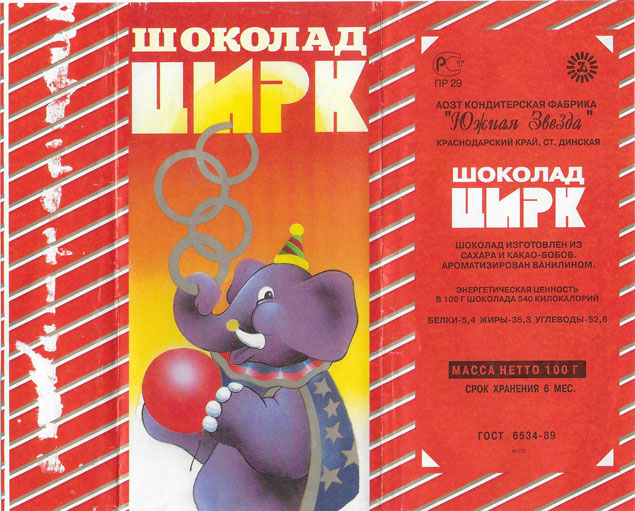 ШОКОЛАД
ЦИРК
РСТ
ПР 29
АОЗТ КОНДИТЕРСКАЯ ФАБРИКА
"Южная Звезда"
КРАСНОДАРСКИЙ КРАЙ, СТ. ДИНСКАЯ
ШОКОЛАД
ЦИРК
ШОКОЛАД ИЗГОТОВЛЕН ИЗ
САХАРА И КАКАО-БОБОВ.
АРОМАТИЗИРОВАН ВАНИЛИНОМ.
ЭНЕРГЕТИЧЕСКАЯ ЦЕННОСТЬ
В 100 Г ШОКОЛАДА 540 КИЛОКАЛОРИЙ
БЕЛКИ-5,4 ЖИРЫ-35,3 УГЛЕВОДЫ-52,6
МАССА НЕТТО 100 Г
СРОК ХРАНЕНИЯ 6 МЕС.
ГОСТ 6534-89